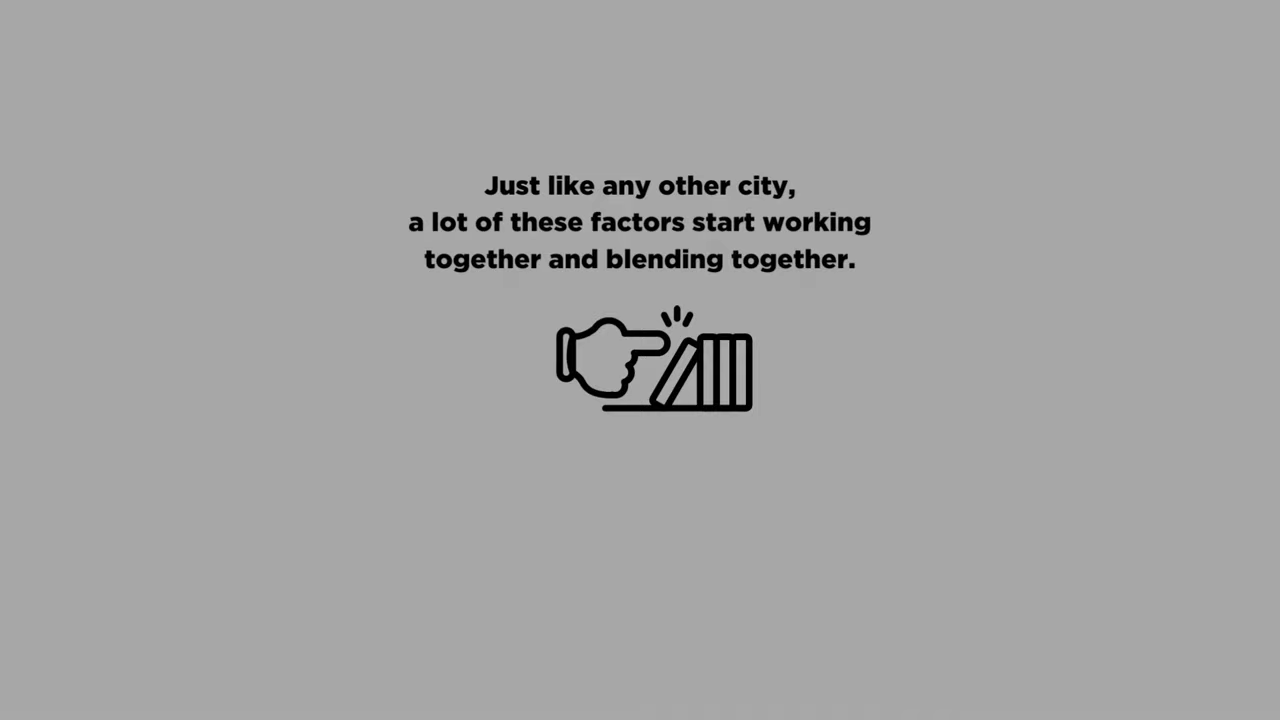 Just like any other city,
a lot of these factors start working
together and blending together.